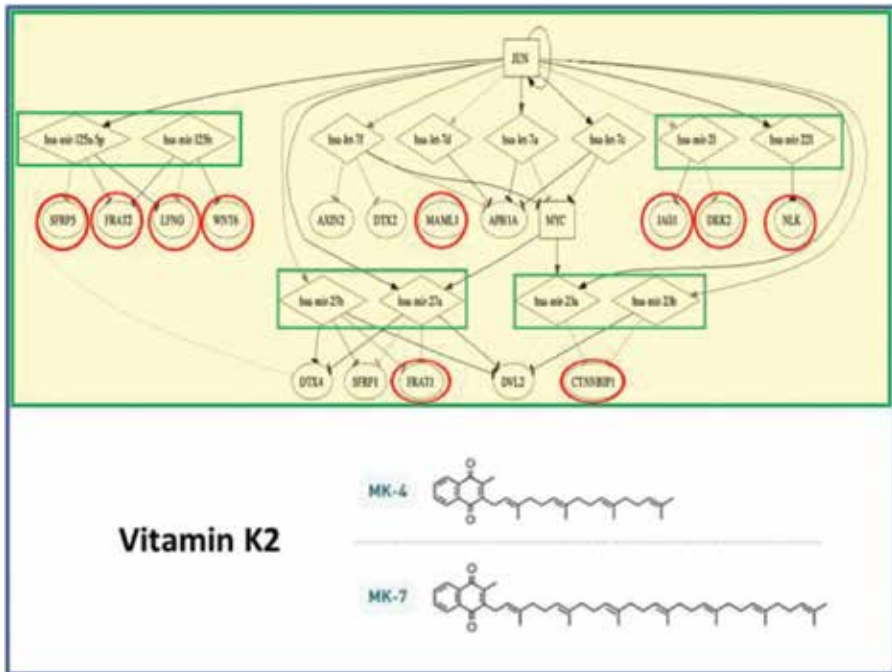 JUN
hsa-mir-125a-5p hsa-mir-125b hsa-let-7f hsa-let-7d hsa-let-7a hsa-let-7c hsa-mir-21 hsa-mir-221
SFRP5 FRAT2 LFNG WNT6 AXIN2 DTX2 MAML1 APH1A MYC JAG1 DKK2 NLK
hsa-mir-27b hsa-mir-27a hsa-mir-23a hsa-mir-23b
DTX4 SFRP1 FRAT1 DVL2 CTNNBIP1
O
MK-4
O
Vitamin K2
O
MK-7
O